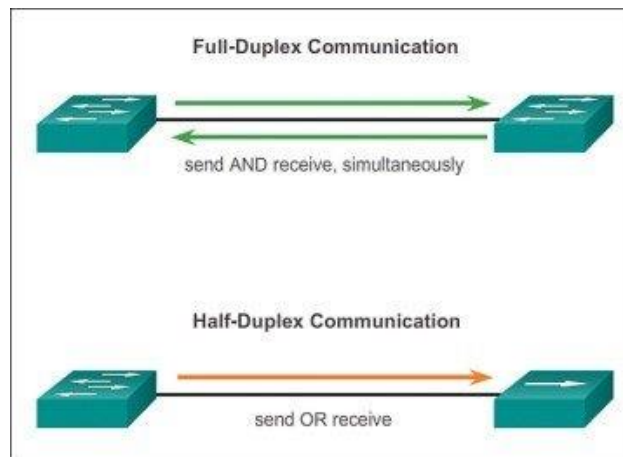 Full-Duplex Communication
send AND receive, simultaneously
Half-Duplex Communication
send OR receive